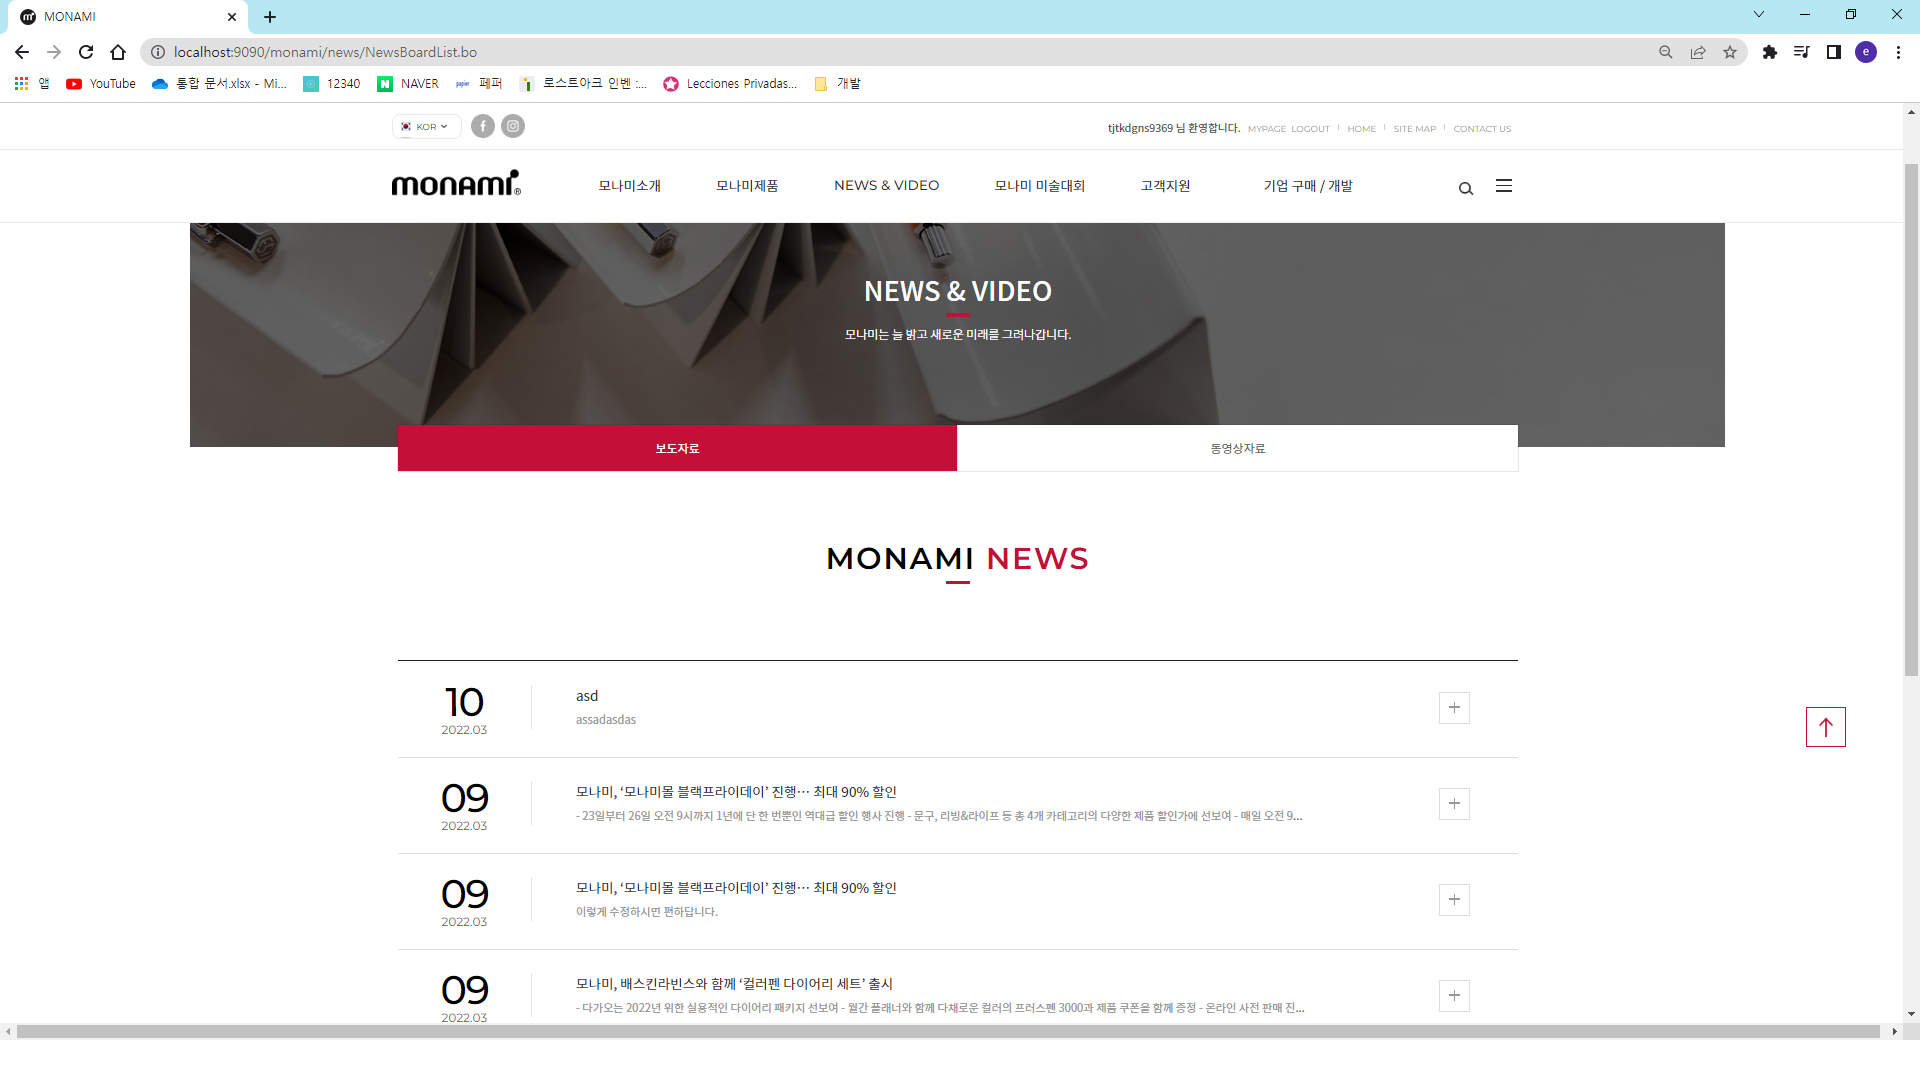 MONAMI
localhost:9090/monami/news/NewsBoardList.bo
앱 YouTube 통합 문서.xlsx - Mi... 12340 NAVER papier 페퍼 로스트아크 인벤 :... Lecciones Privadas... 개발
KOR tjtkdgns9369 님 환영합니다. MYPAGE LOGOUT HOME SITE MAP CONTACT US
monami 모나미소개 모나미제품 NEWS & VIDEO 모나미 미술대회 고객지원 기업 구매 / 개발
NEWS & VIDEO
모나미는 늘 밝고 새로운 미래를 그려나갑니다.
보도자료 동영상자료
MONAMI NEWS
10 asd
2022.03 assadasdas
09 모나미, ‘모나미몰 블랙프라이데이’ 진행… 최대 90% 할인
2022.03 - 23일부터 26일 오전 9시까지 1년에 단 한 번뿐인 역대급 할인 행사 진행 - 문구, 리빙&라이프 등 총 4개 카테고리의 다양한 제품 할인가에 선보여 - 매일 오전 9...
09 모나미, ‘모나미몰 블랙프라이데이’ 진행… 최대 90% 할인
2022.03 이렇게 수정하시면 편하답니다.
09 모나미, 배스킨라빈스와 함께 ‘컬러펜 다이어리 세트’ 출시
2022.03 - 다가오는 2022년 위한 실용적인 다이어리 패키지 선보여 - 월간 플래너와 함께 다채로운 컬러의 프러스펜 3000과 제품 쿠폰을 함께 증정 - 온라인 사전 판매 진...